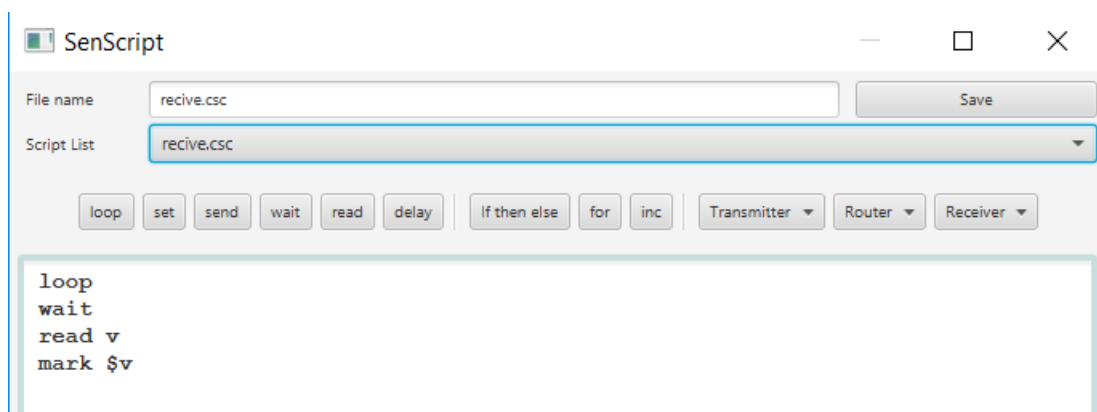 SenScript
File name recive.csc Save
Script List recive.csc
loop set send wait read delay If then else for inc Transmitter Router Receiver
loop
wait
read v
mark $v